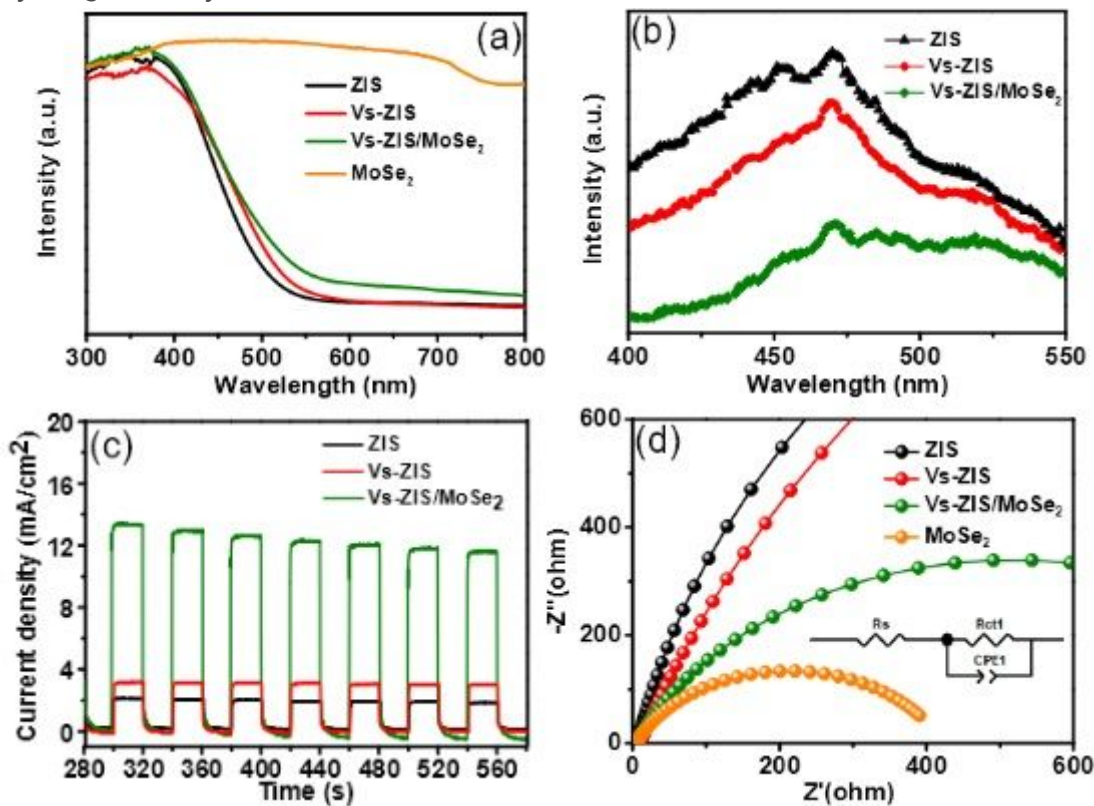 (a)
ZIS
Vs-ZIS
Vs-ZIS/MoSe2
MoSe2
Intensity (a.u.)
300 400 500 600 700 800
Wavelength (nm)
(b)
ZIS
Vs-ZIS
Vs-ZIS/MoSe2
Intensity (a.u.)
400 450 500 550
Wavelength (nm)
(c)
ZIS
Vs-ZIS
Vs-ZIS/MoSe2
Current density (mA/cm2)
20
16
12
8
4
0
280 320 360 400 440 480 520 560
Time (s)
(d)
ZIS
Vs-ZIS
Vs-ZIS/MoSe2
MoSe2
Rs
Rct1
CPE1
-Z''(ohm)
600
400
200
0
0 200 400 600
Z'(ohm)